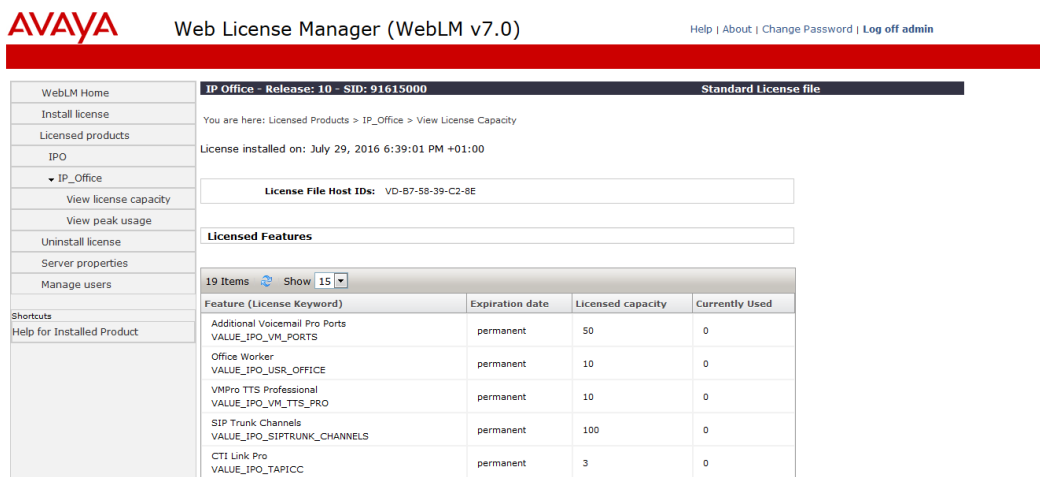 AVAYA
Web License Manager (WebLM v7.0)
Help | About | Change Password | Log off admin
WebLM Home
Install license
Licensed products
IPO
IP_Office
View license capacity
View peak usage
Uninstall license
Server properties
Manage users
Shortcuts
Help for Installed Product
IP Office - Release: 10 - SID: 91615000 Standard License file
You are here: Licensed Products > IP_Office > View License Capacity
License installed on: July 29, 2016 6:39:01 PM +01:00
License File Host IDs: VD-B7-58-39-C2-8E
Licensed Features
19 Items Show 15
Feature (License Keyword) Expiration date Licensed capacity Currently Used
Additional Voicemail Pro Ports
VALUE_IPO_VM_PORTS permanent 50 0
Office Worker
VALUE_IPO_USR_OFFICE permanent 10 0
VMPro TTS Professional
VALUE_IPO_VM_TTS_PRO permanent 10 0
SIP Trunk Channels
VALUE_IPO_SIPTRUNK_CHANNELS permanent 100 0
CTI Link Pro
VALUE_IPO_TAPICC permanent 3 0